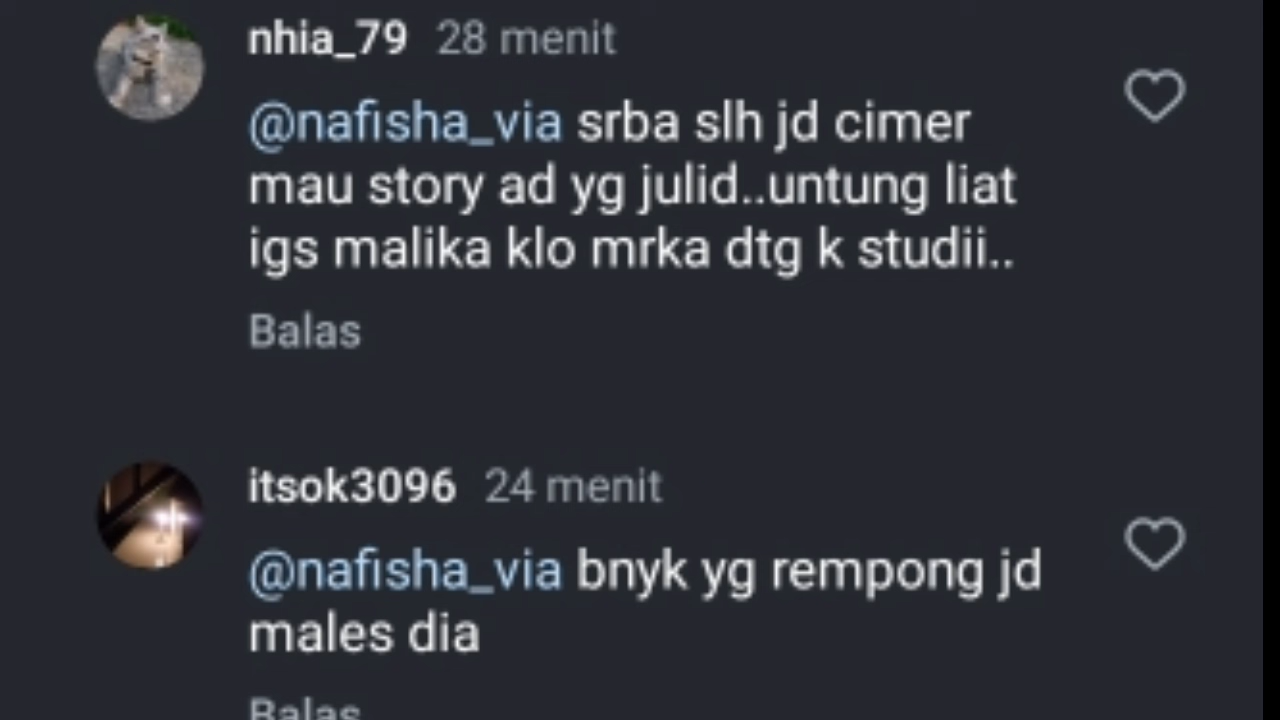 nhia_79 28 menit
@nafisha_via srba slh jd cimer
mau story ad yg julid..untung liat
igs malika klo mrka dtg k studii..
Balas
itsok3096 24 menit
@nafisha_via bnyk yg rempong jd
males dia
Balas